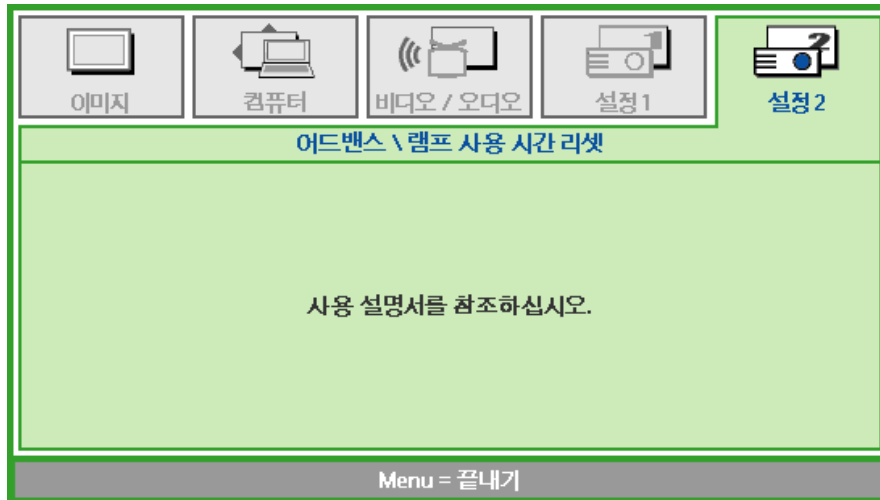 이미지
컴퓨터
비디오 / 오디오
설정 1
설정 2
어드밴스 \ 램프 사용 시간 리셋
사용 설명서를 참조하십시오.
Menu = 끝내기